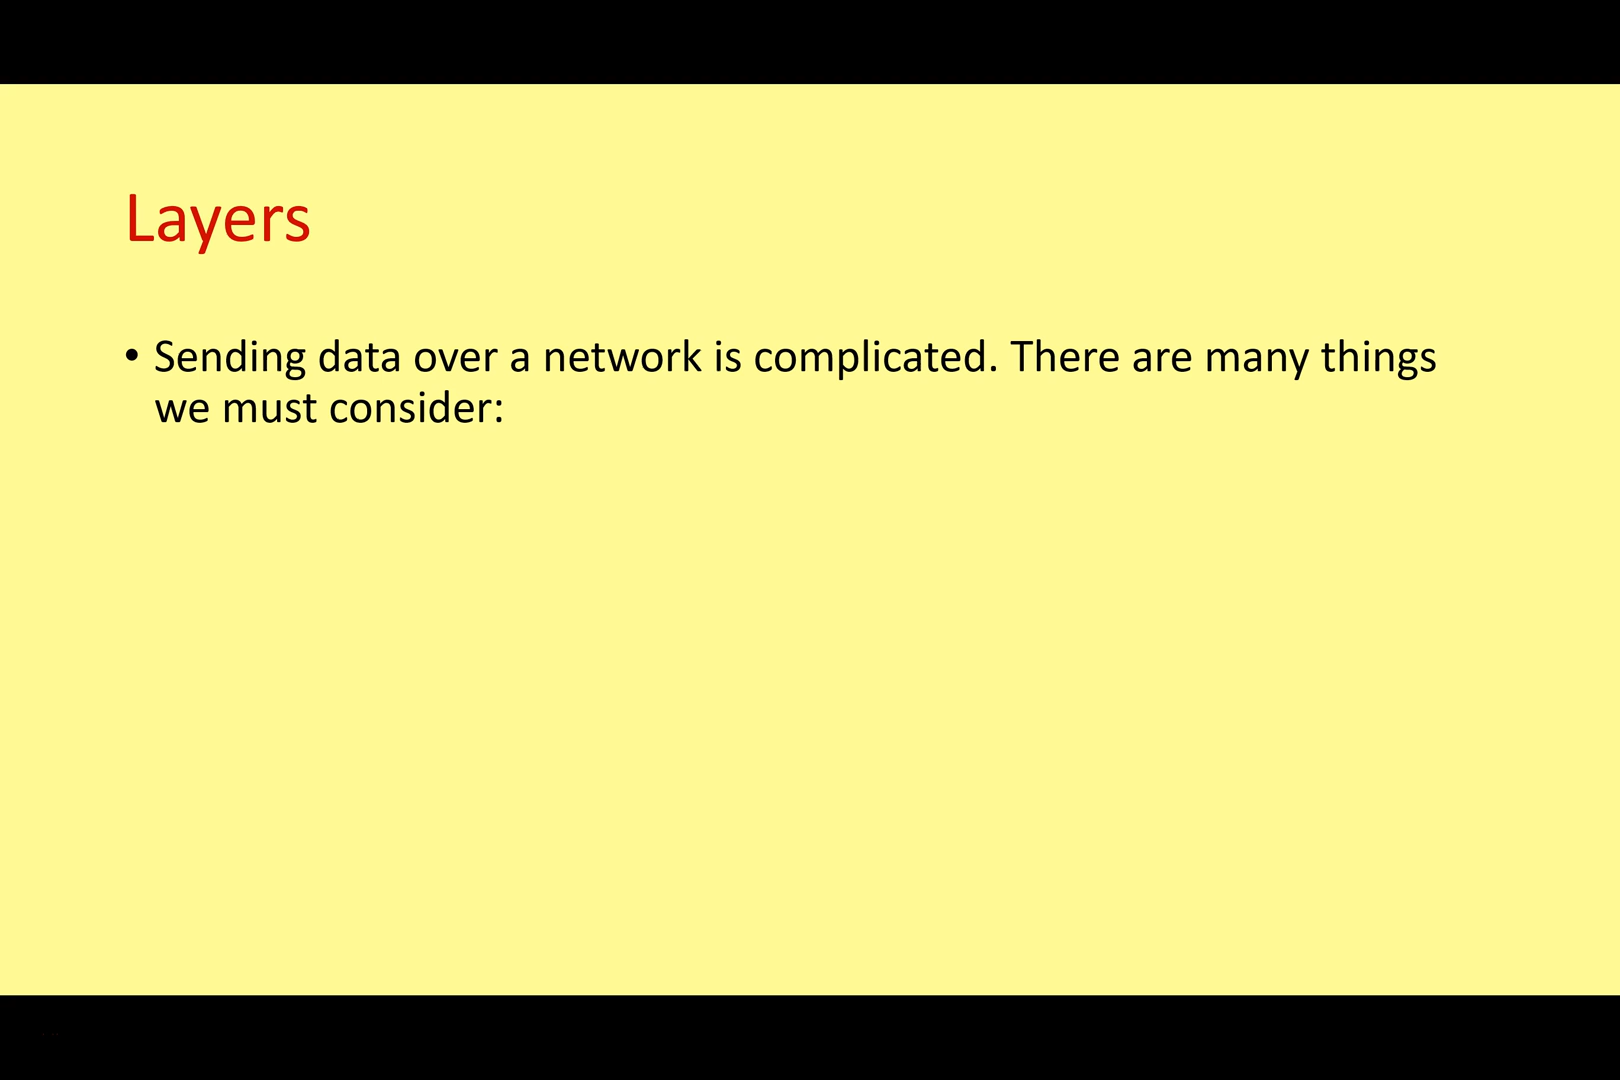 Layers
• Sending data over a network is complicated. There are many things
we must consider: